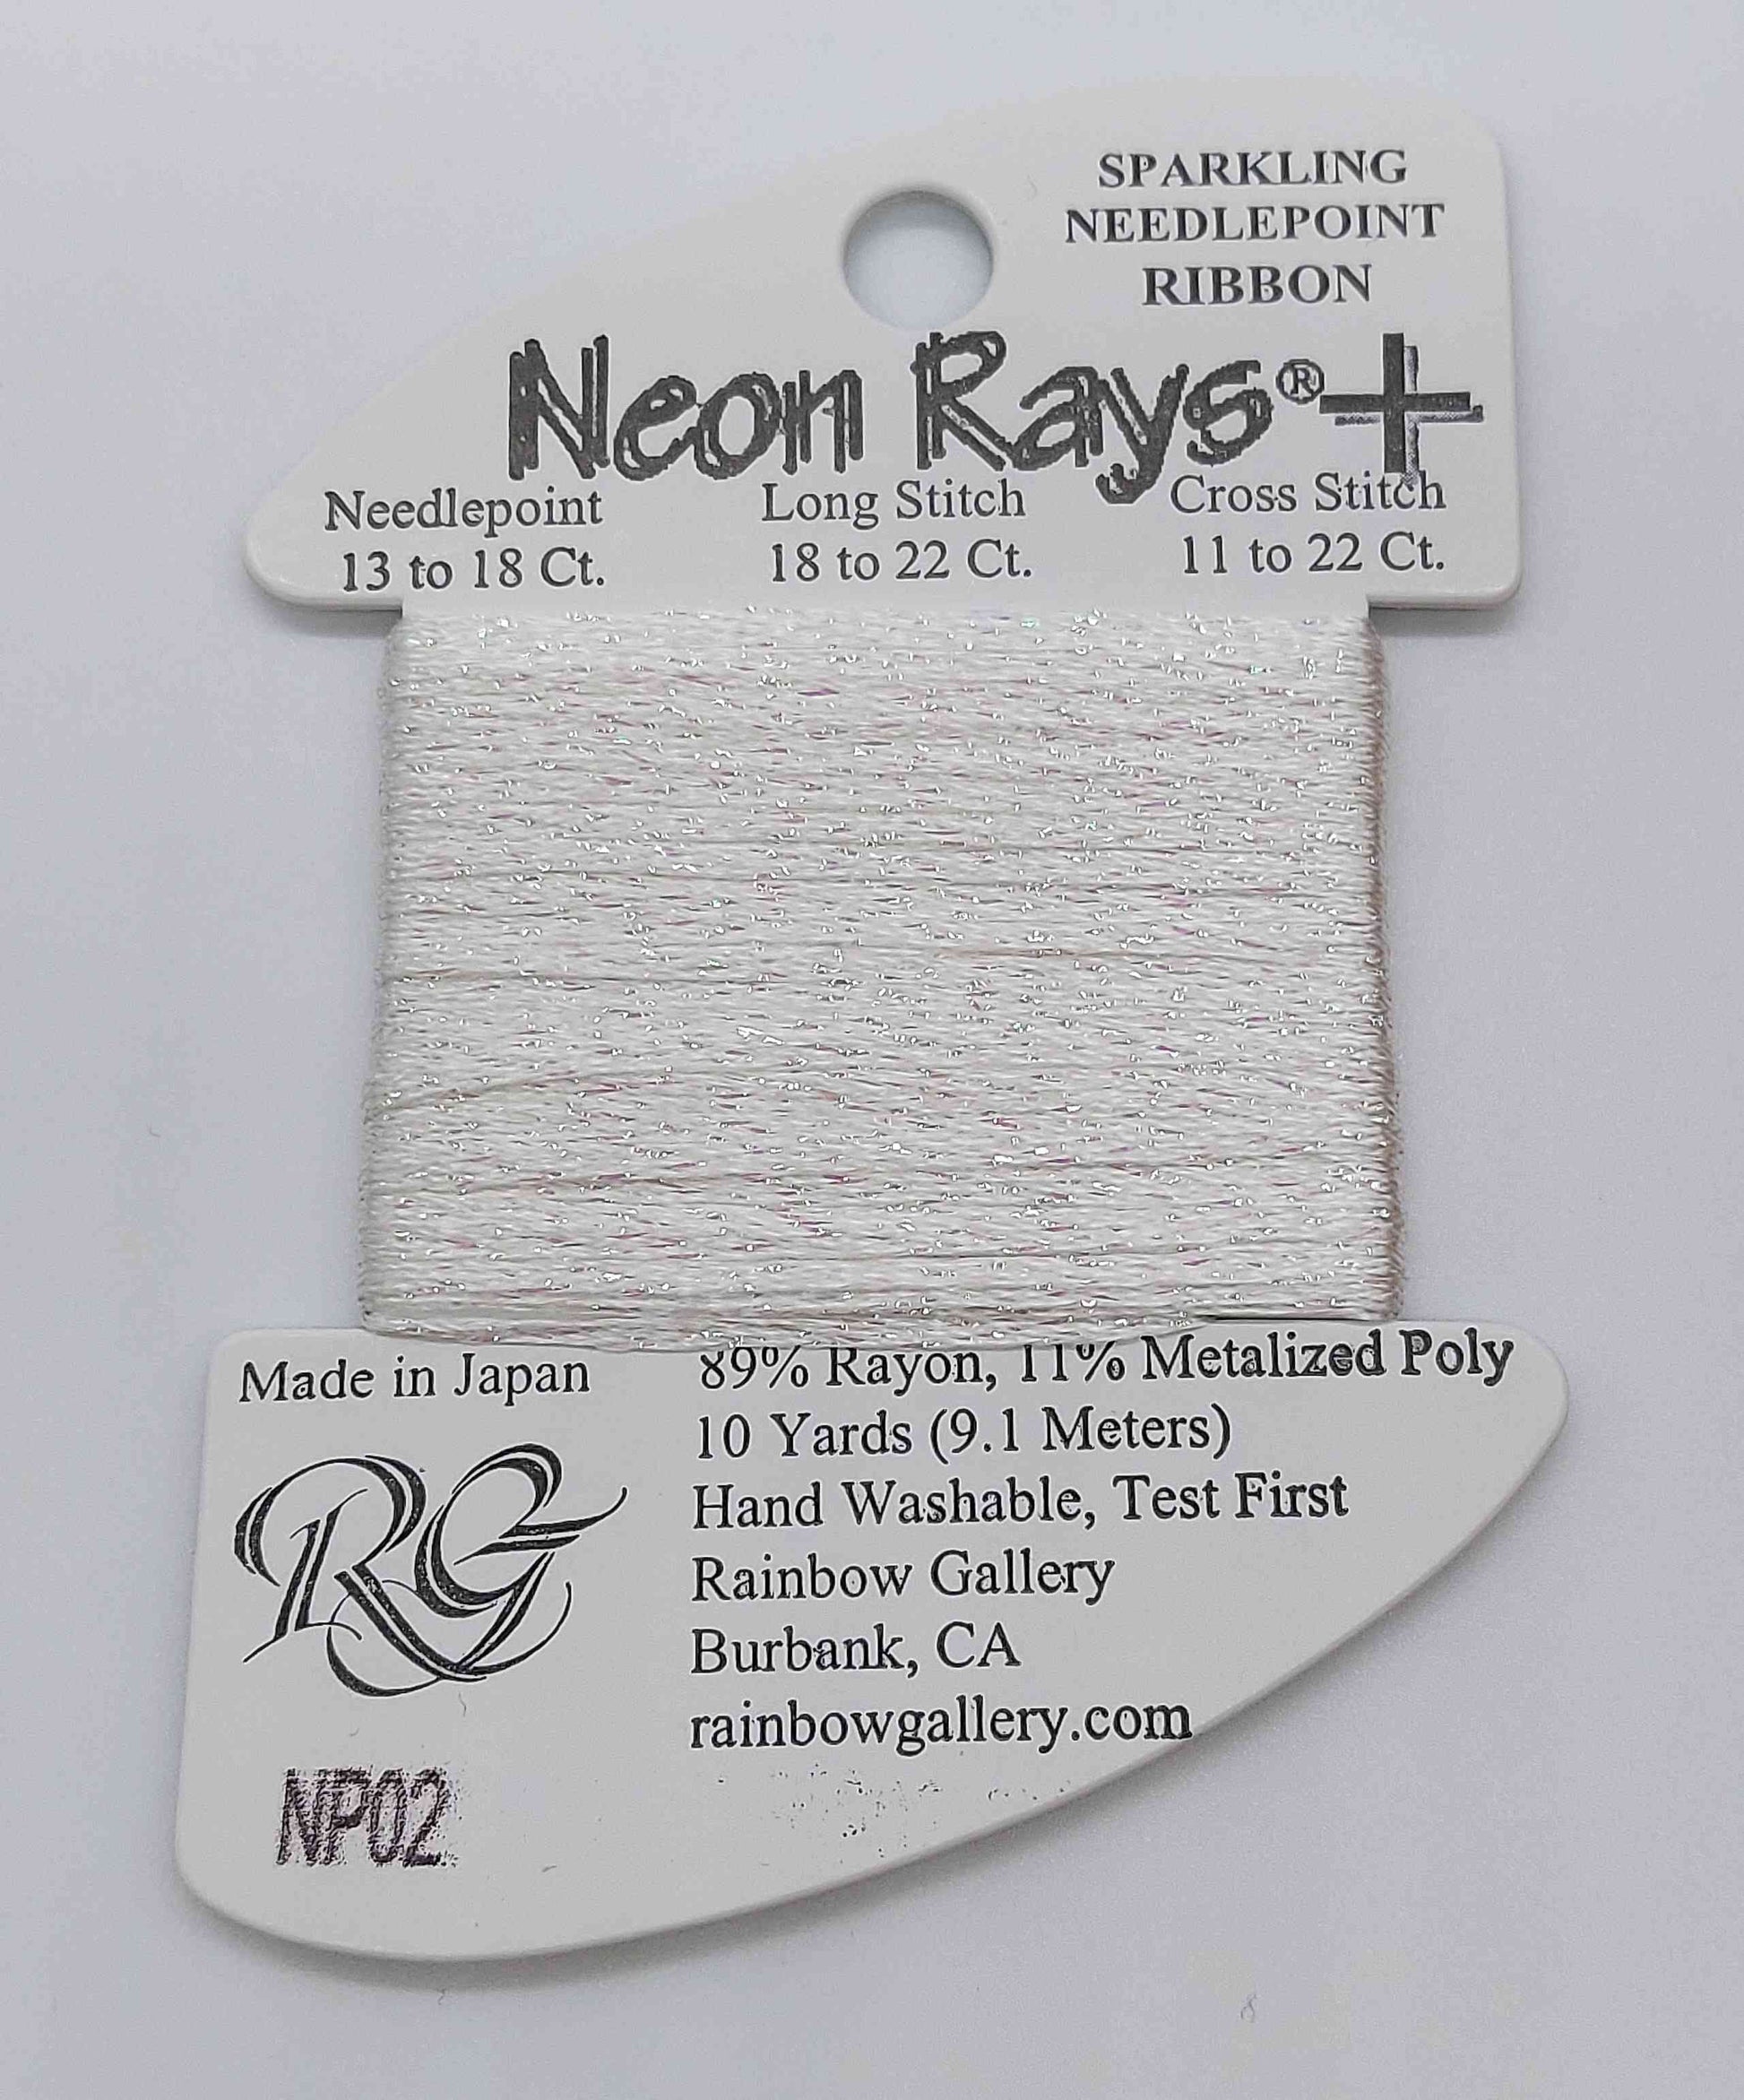 SPARKLING
NEEDLEPOINT
RIBBON
Neon Rays®+
Needlepoint
13 to 18 Ct.
Long Stitch
18 to 22 Ct.
Cross Stitch
11 to 22 Ct.
Made in Japan
89% Rayon, 11% Metalized Poly
10 Yards (9.1 Meters)
Hand Washable, Test First
Rainbow Gallery
Burbank, CA
rainbowgallery.com
RG
NP02